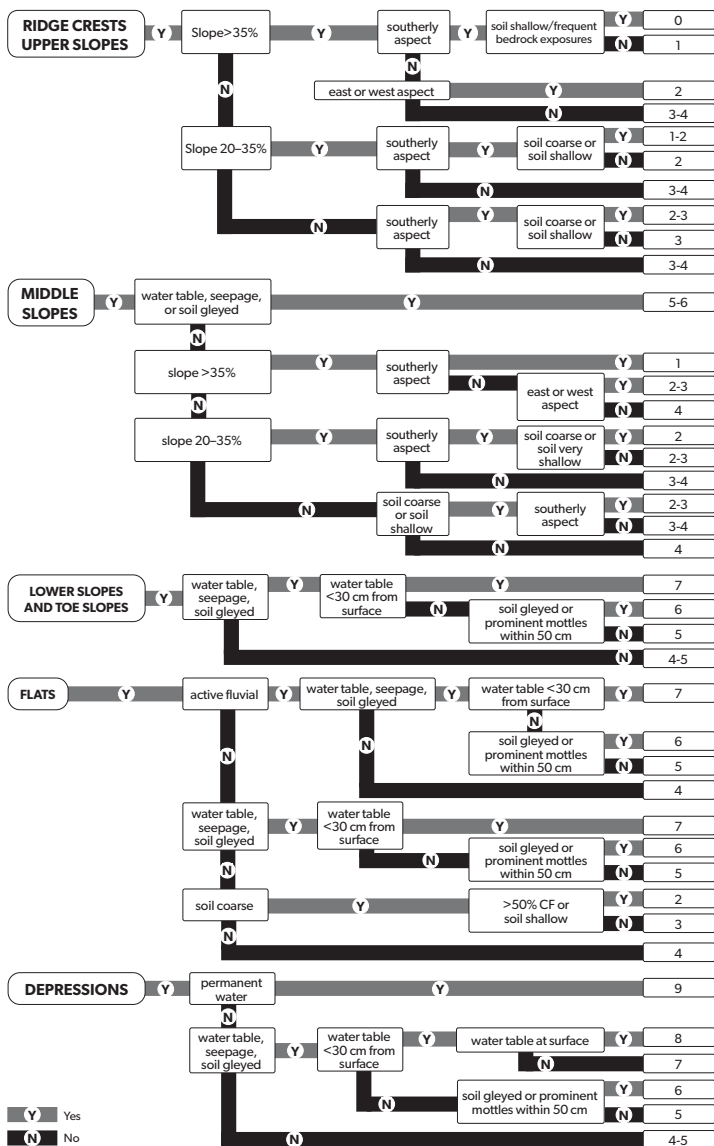 RIDGE CRESTS
UPPER SLOPES
Y
Slope>35%
Y
southerly
aspect
Y
soil shallow/frequent
bedrock exposures
Y
0
N
1
N
N
east or west aspect
Y
2
N
3-4
Slope 20–35%
Y
southerly
aspect
Y
soil coarse or
soil shallow
Y
1-2
N
2
N
3-4
N
southerly
aspect
Y
soil coarse or
soil shallow
Y
2-3
N
3
N
3-4
MIDDLE
SLOPES
Y
water table, seepage,
or soil gleyed
Y
5-6
N
slope >35%
Y
southerly
aspect
Y
1
N
east or west
aspect
Y
2-3
N
4
N
slope 20–35%
Y
southerly
aspect
Y
soil coarse or
soil very
shallow
Y
2
N
2-3
N
3-4
N
soil coarse
or soil
shallow
Y
southerly
aspect
Y
2-3
N
3-4
N
4
LOWER SLOPES
AND TOE SLOPES
Y
water table,
seepage,
soil gleyed
Y
water table
<30 cm from
surface
Y
7
N
soil gleyed or
prominent mottles
within 50 cm
Y
6
N
5
N
4-5
FLATS
Y
active fluvial
Y
water table, seepage,
soil gleyed
Y
water table <30 cm
from surface
Y
7
N
soil gleyed or
prominent mottles
within 50 cm
Y
6
N
5
N
4
N
water table,
seepage,
soil gleyed
Y
water table
<30 cm from
surface
Y
7
N
soil gleyed or
prominent mottles
within 50 cm
Y
6
N
5
N
soil coarse
Y
>50% CF or
soil shallow
Y
2
N
3
N
4
DEPRESSIONS
Y
permanent
water
Y
9
N
water table,
seepage,
soil gleyed
Y
water table
<30 cm from
surface
Y
water table at surface
Y
8
N
7
N
soil gleyed or prominent
mottles within 50 cm
Y
6
N
5
N
4-5
Y Yes
N No